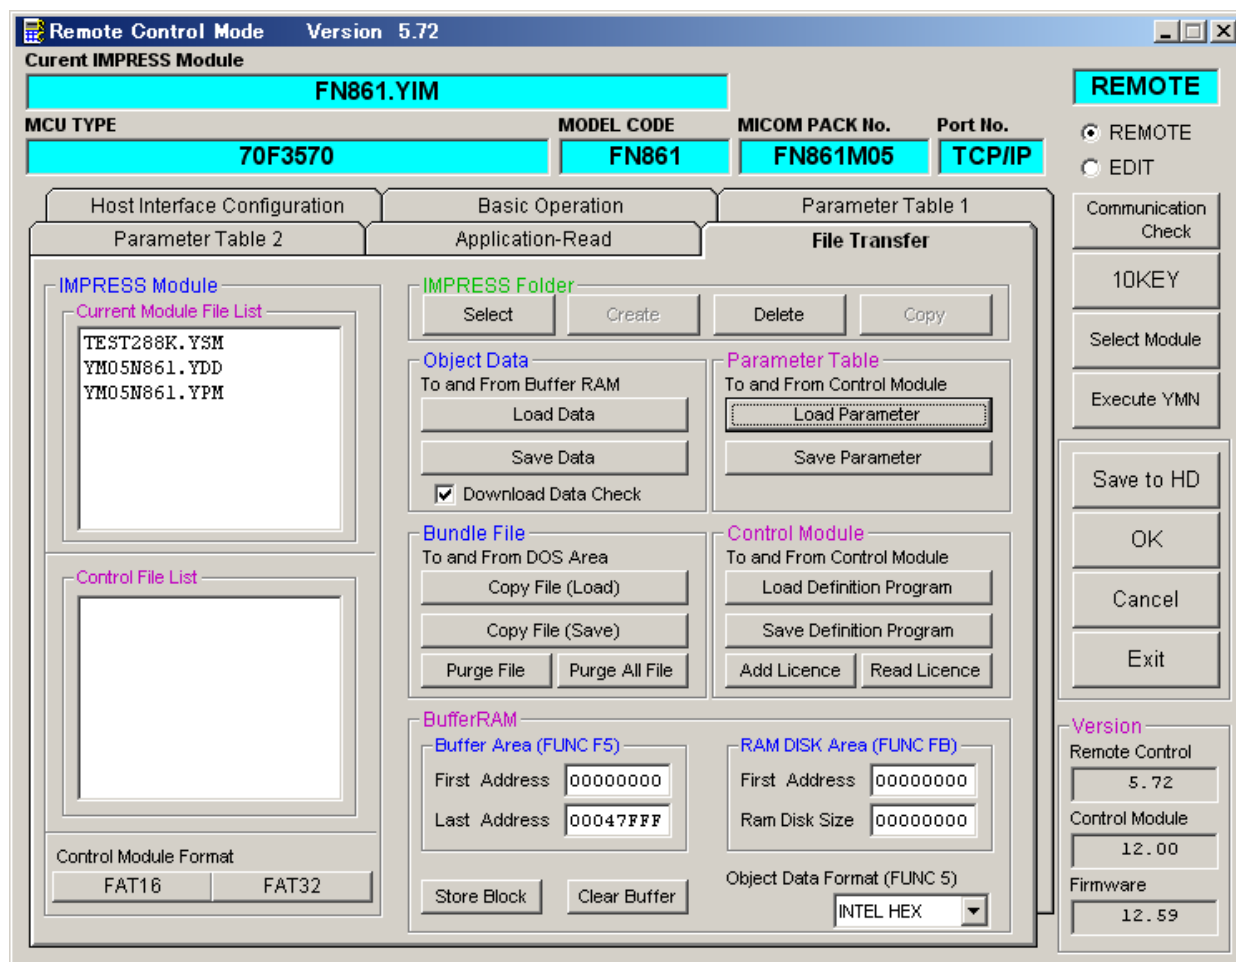 Remote Control Mode Version 5.72
Curent IMPRESS Module
FN861.YIM
MCU TYPE MODEL CODE MICOM PACK No. Port No.
70F3570 FN861 FN861M05 TCP/IP
REMOTE
REMOTE
EDIT
Host Interface Configuration Basic Operation Parameter Table 1
Parameter Table 2 Application-Read File Transfer
IMPRESS Module
Current Module File List
TEST288K.YSM
YM05N861.YDD
YM05N861.YPM
Control File List
Control Module Format
FAT16 FAT32
IMPRESS Folder
Select Create Delete Copy
Object Data
To and From Buffer RAM
Load Data
Save Data
Download Data Check
Parameter Table
To and From Control Module
Load Parameter
Save Parameter
Bundle File
To and From DOS Area
Copy File (Load)
Copy File (Save)
Purge File Purge All File
Control Module
To and From Control Module
Load Definition Program
Save Definition Program
Add Licence Read Licence
BufferRAM
Buffer Area (FUNC F5)
First Address 00000000
Last Address 00047FFF
RAM DISK Area (FUNC FB)
First Address 00000000
Ram Disk Size 00000000
Store Block Clear Buffer
Object Data Format (FUNC 5)
INTEL HEX
Communication
Check
10KEY
Select Module
Execute YMN
Save to HD
OK
Cancel
Exit
Version
Remote Control
5.72
Control Module
12.00
Firmware
12.59